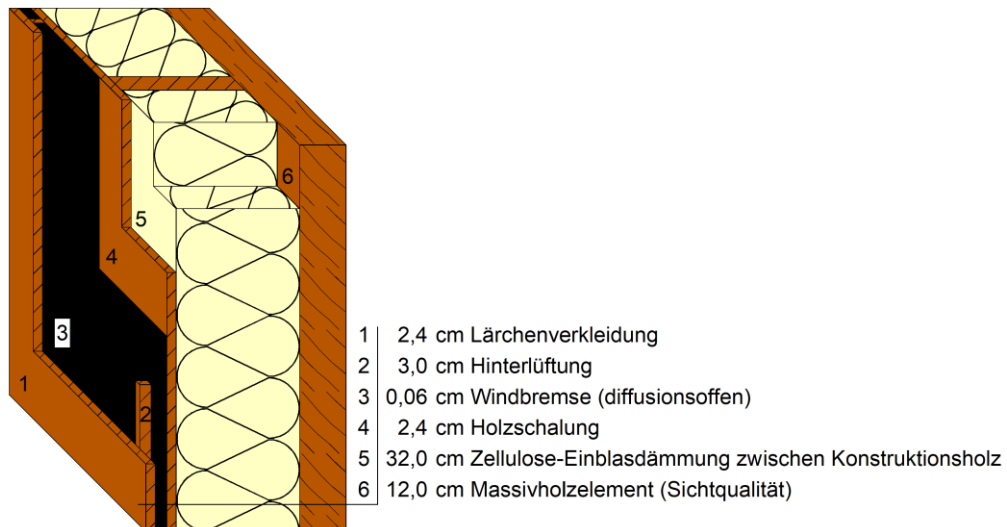 6
5
4
3
1
2
1 2,4 cm Lärchenverkleidung
2 3,0 cm Hinterlüftung
3 0,06 cm Windbremse (diffusionsoffen)
4 2,4 cm Holzschalung
5 32,0 cm Zellulose-Einblasdämmung zwischen Konstruktionsholz
6 12,0 cm Massivholzelement (Sichtqualität)